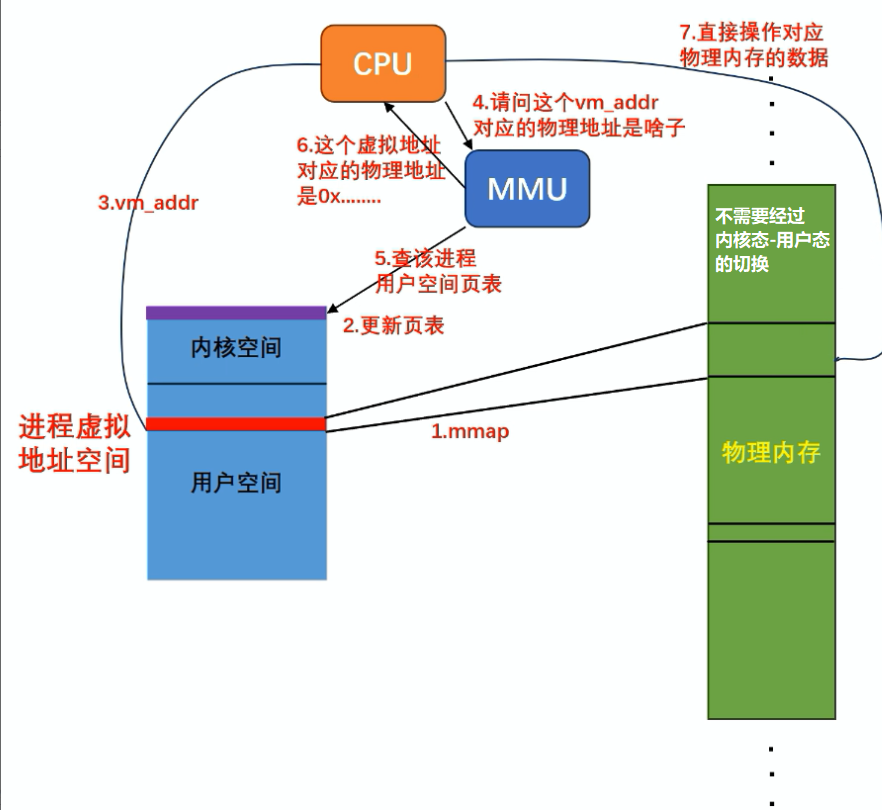 7.直接操作对应
物理内存的数据
CPU
4.请问这个vm_addr
对应的物理地址是啥子
6.这个虚拟地址
对应的物理地址
是0x........
MMU
3.vm_addr
不需要经过
内核态-用户态
的切换
5.查该进程
用户空间页表
2.更新页表
内核空间
进程虚拟
地址空间
1.mmap
物理内存
用户空间